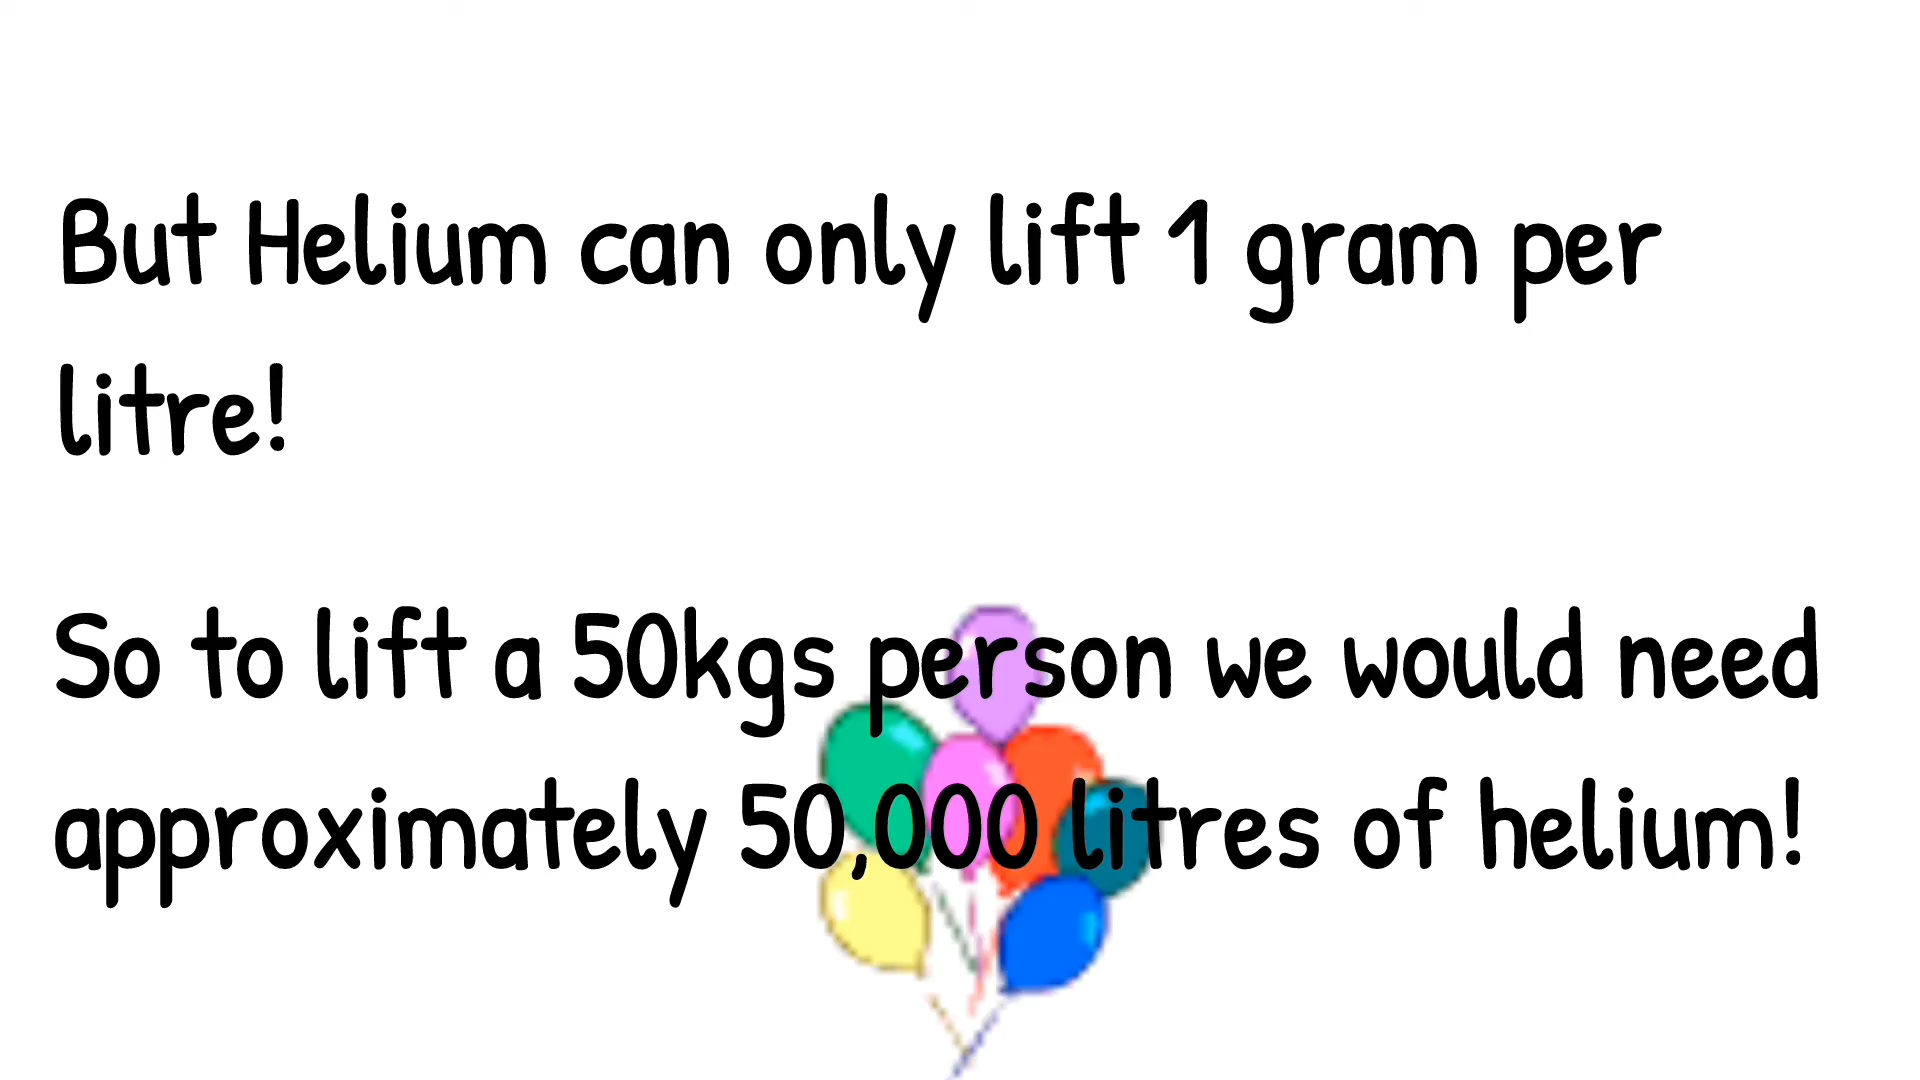 But Helium can only lift 1 gram per
litre!
So to lift a 50kgs person we would need
approximately 50,000 litres of helium!